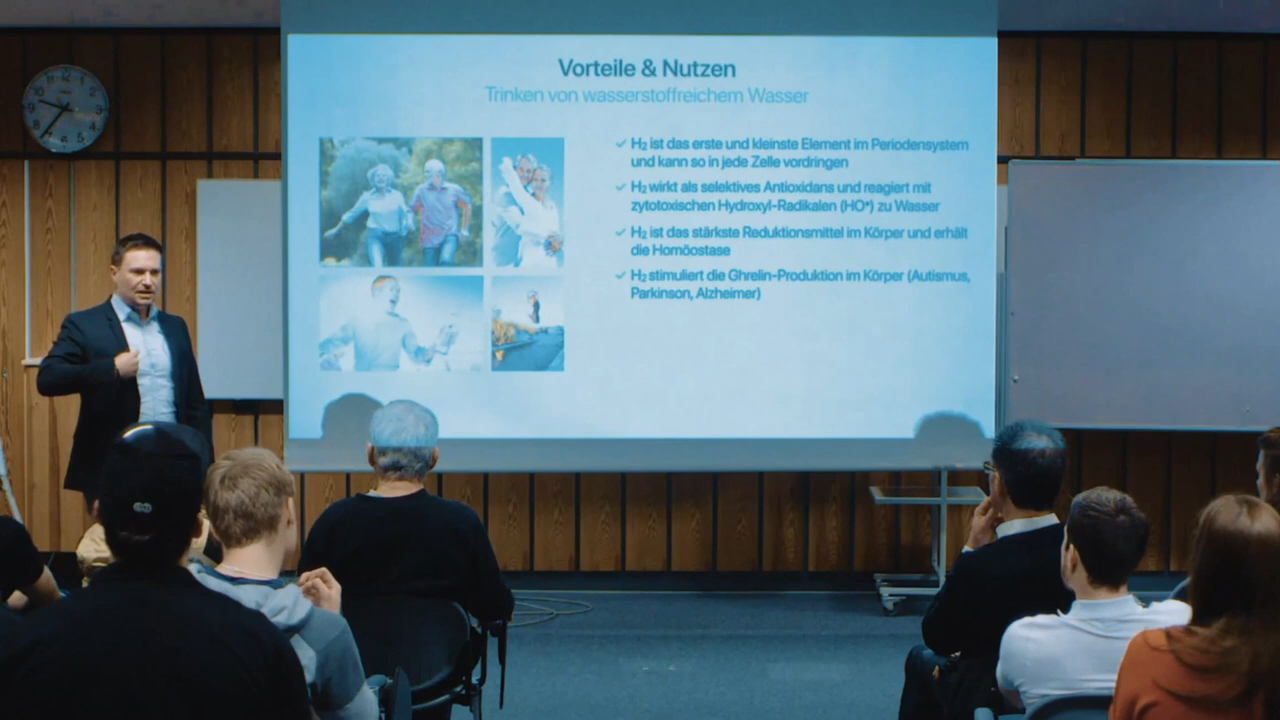 Vorteile & Nutzen
Trinken von wasserstoffreichem Wasser
✓ H₂ ist das erste und kleinste Element im Periodensystem
und kann so in jede Zelle vordringen
✓ H₂ wirkt als selektives Antioxidans und reagiert mit
zytotoxischen Hydroxyl-Radikalen (HO•) zu Wasser
✓ H₂ ist das stärkste Reduktionsmittel im Körper und erhält
die Homöostase
✓ H₂ stimuliert die Ghrelin-Produktion im Körper (Autismus,
Parkinson, Alzheimer)